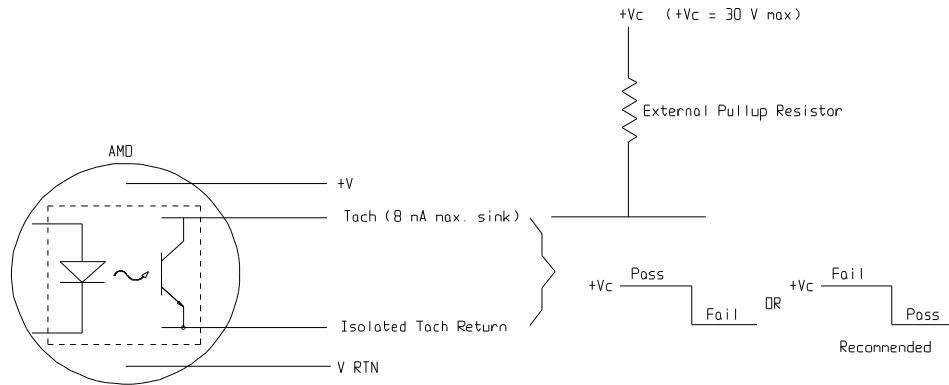 +Vc (+Vc = 30 V max)
External Pullup Resistor
AMD
+V
Tach (8 nA max. sink)
+Vc Pass Fail OR +Vc Fail Pass
Isolated Tach Return
Recommended
V RTN